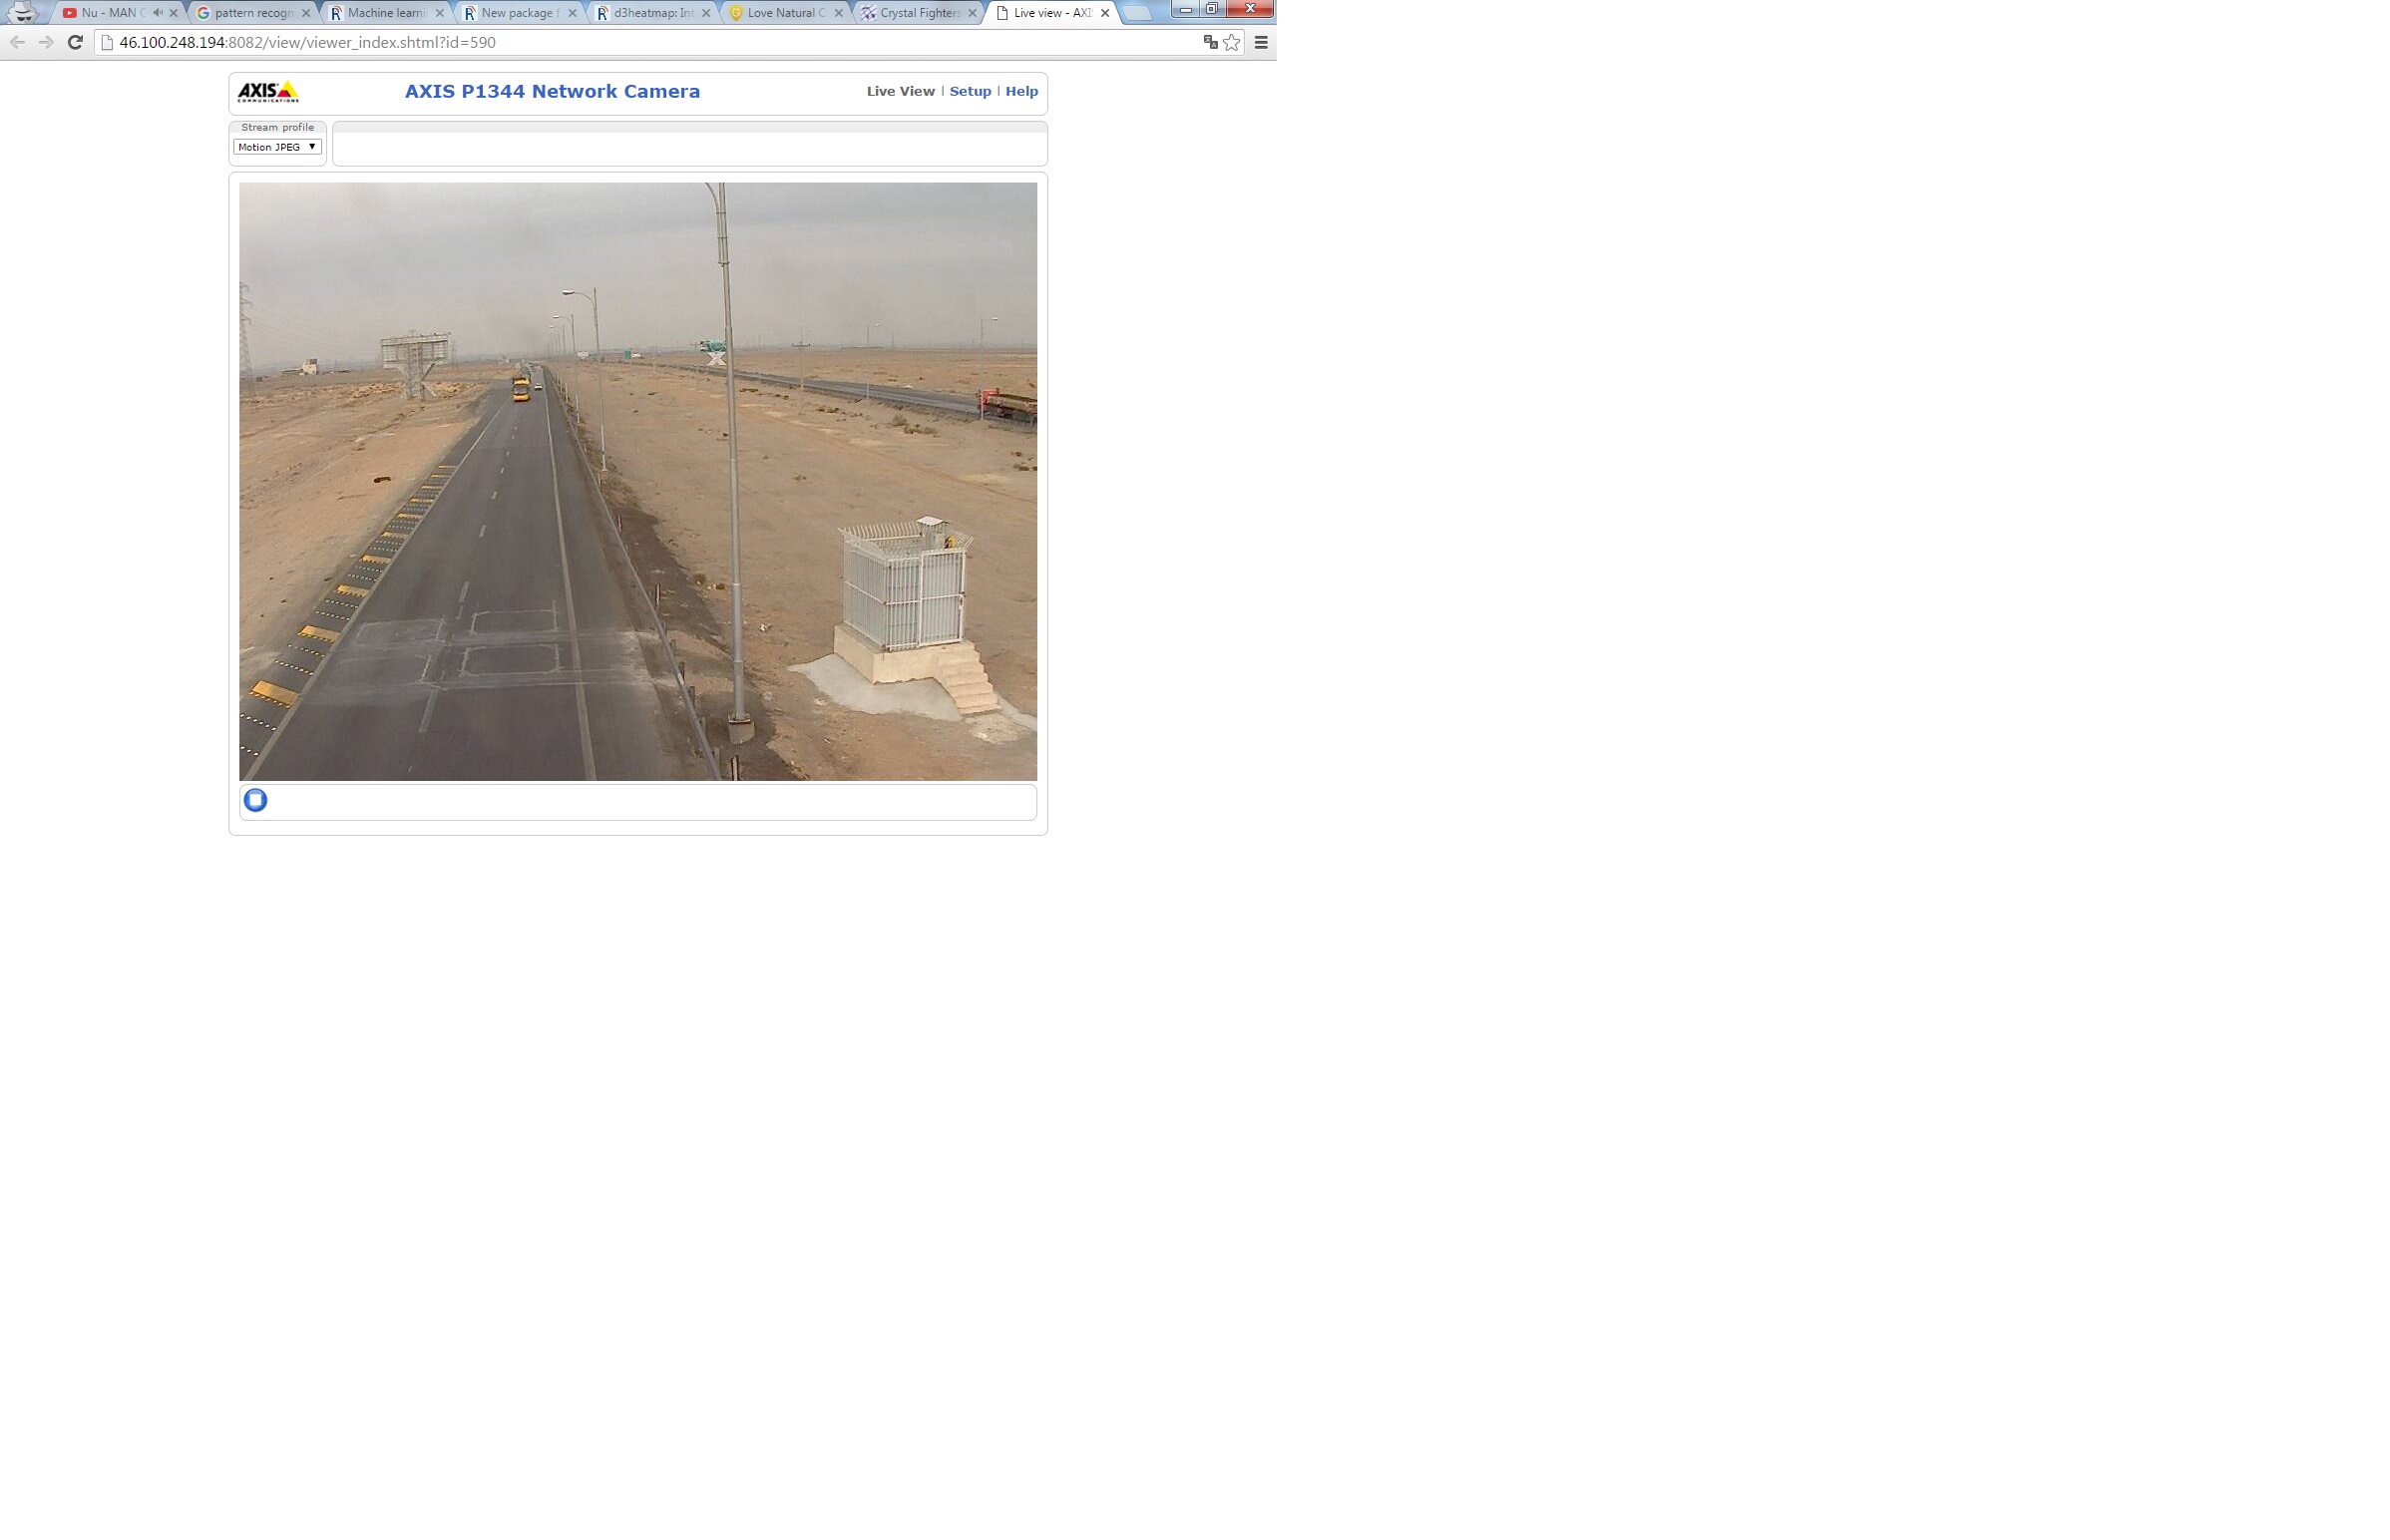 Nu - MAN
pattern recogn
Machine learni
New package f
d3heatmap: Int
Love Natural C
Crystal Fighters
Live view - AXI
46.100.248.194:8082/view/viewer_index.shtml?id=590
AXIS
COMMUNICATIONS
AXIS P1344 Network Camera
Live View | Setup | Help
Stream profile
Motion JPEG